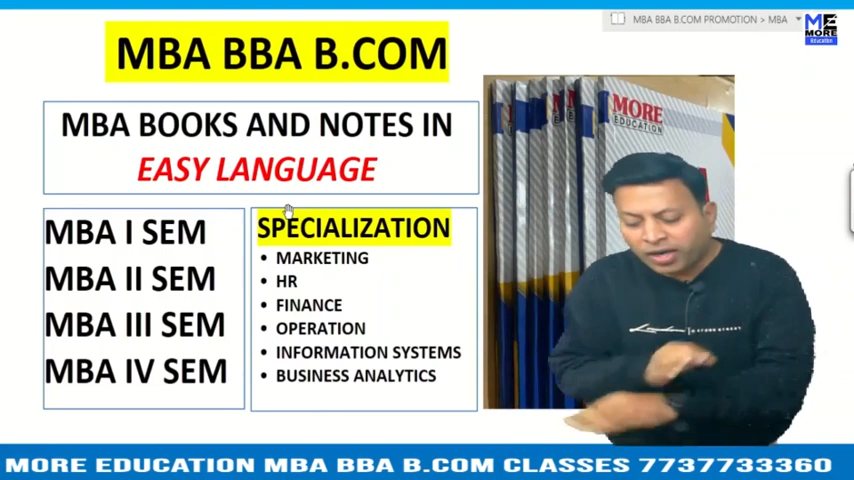 MBA BBA B.COM PROMOTION > MBA
ME
MORE
Education
MBA BBA B.COM
MBA BOOKS AND NOTES IN
EASY LANGUAGE
MBA I SEM
MBA II SEM
MBA III SEM
MBA IV SEM
SPECIALIZATION
• MARKETING
• HR
• FINANCE
• OPERATION
• INFORMATION SYSTEMS
• BUSINESS ANALYTICS
MORE
EDUCATION
MORE EDUCATION MBA BBA B.COM CLASSES 7737733360